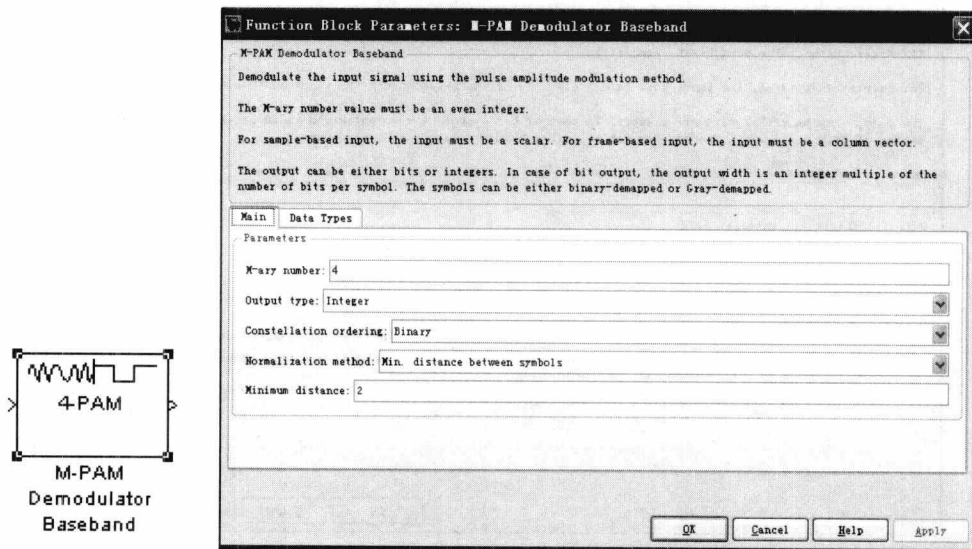 Function Block Parameters: M-PAM Demodulator Baseband
M-PAM Demodulator Baseband
Demodulate the input signal using the pulse amplitude modulation method.
The M-ary number value must be an even integer.
For sample-based input, the input must be a scalar. For frame-based input, the input must be a column vector.
The output can be either bits or integers. In case of bit output, the output width is an integer multiple of the
number of bits per symbol. The symbols can be either binary-demapped or Gray-demapped.
Main Data Types
Parameters
M-ary number: 4
Output type: Integer
Constellation ordering: Binary
Normalization method: Min. distance between symbols
Minimum distance: 2
4-PAM
M-PAM
Demodulator
Baseband
OK Cancel Help Apply